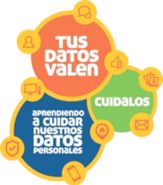 TUS
DATOS
VALEN
CUIDALOS
APRENDIENDO
a CUIDAR
NUESTROS
DATOS
PERSONALES